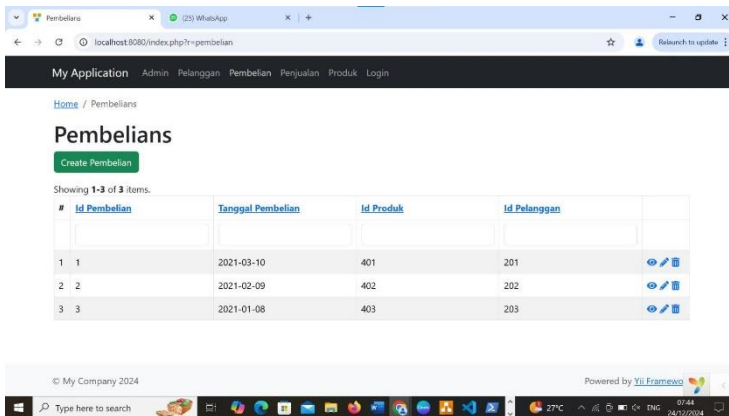 Pembelians
(25) WhatsApp
localhost:8080/index.php?r=pembelian
Relaunch to update
My Application Admin Pelanggan Pembelian Penjualan Produk Login
Home / Pembelians
Pembelians
Create Pembelian
Showing 1-3 of 3 items.
# Id Pembelian Tanggal Pembelian Id Produk Id Pelanggan
1 1 2021-03-10 401 201
2 2 2021-02-09 402 202
3 3 2021-01-08 403 203
© My Company 2024 Powered by Yii Framewo
Type here to search 27°C ENG 07:44
24/12/2024